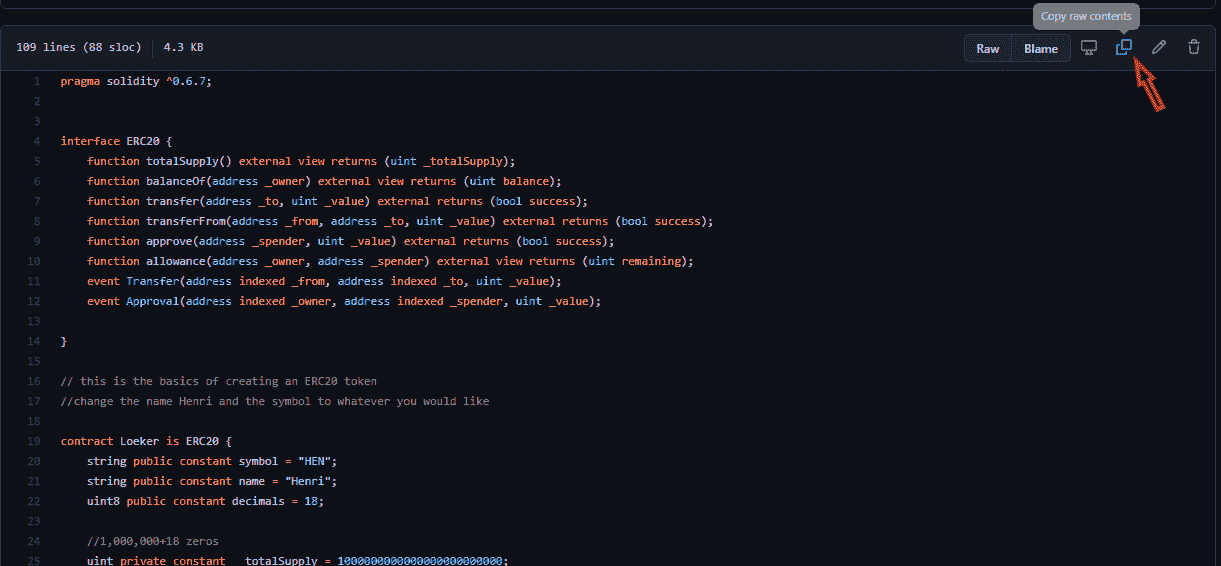 Copy raw contents
109 lines (88 sloc) 4.3 KB
Raw Blame
1 pragma solidity ^0.6.7;
2
3
4 interface ERC20 {
5 function totalSupply() external view returns (uint _totalSupply);
6 function balanceOf(address _owner) external view returns (uint balance);
7 function transfer(address _to, uint _value) external returns (bool success);
8 function transferFrom(address _from, address _to, uint _value) external returns (bool success);
9 function approve(address _spender, uint _value) external returns (bool success);
10 function allowance(address _owner, address _spender) external view returns (uint remaining);
11 event Transfer(address indexed _from, address indexed _to, uint _value);
12 event Approval(address indexed _owner, address indexed _spender, uint _value);
13
14 }
15
16 // this is the basics of creating an ERC20 token
17 //change the name Henri and the symbol to whatever you would like
18
19 contract Loeker is ERC20 {
20 string public constant symbol = "HEN";
21 string public constant name = "Henri";
22 uint8 public constant decimals = 18;
23
24 //1,000,000+18 zeros
25 uint private constant __totalSupply = 1000000000000000000000000;